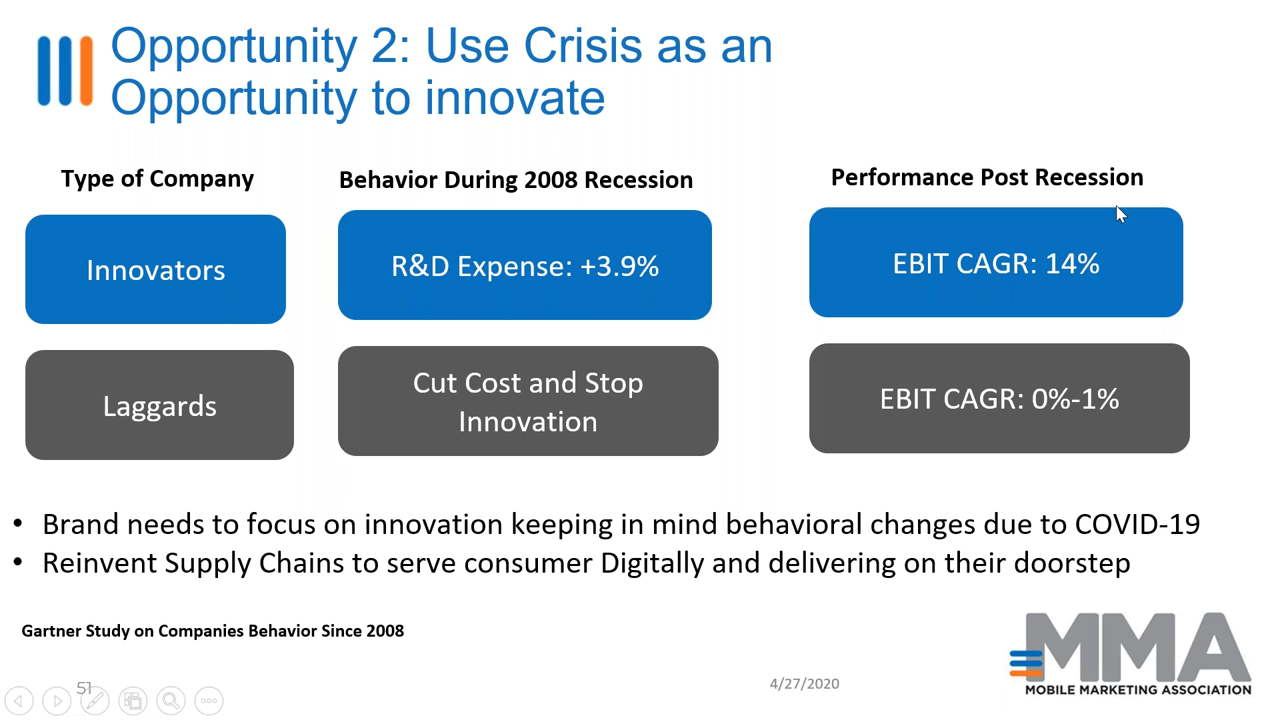 Opportunity 2: Use Crisis as an
Opportunity to innovate
Type of Company
Behavior During 2008 Recession
Performance Post Recession
Innovators
R&D Expense: +3.9%
EBIT CAGR: 14%
Laggards
Cut Cost and Stop
Innovation
EBIT CAGR: 0%-1%
• Brand needs to focus on innovation keeping in mind behavioral changes due to COVID-19
• Reinvent Supply Chains to serve consumer Digitally and delivering on their doorstep
Gartner Study on Companies Behavior Since 2008
51
4/27/2020
MMA
MOBILE MARKETING ASSOCIATION